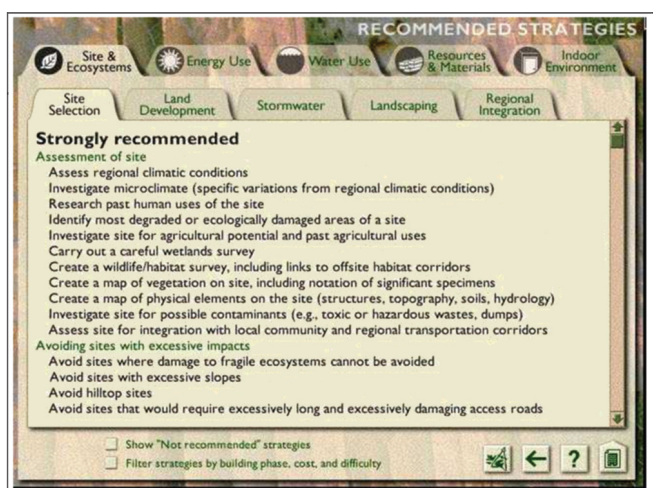 RECOMMENDED STRATEGIES
Site & Ecosystems
Energy Use
Water Use
Resources & Materials
Indoor Environment
Site Selection
Land Development
Stormwater
Landscaping
Regional Integration
Strongly recommended
Assessment of site
Assess regional climatic conditions
Investigate microclimate (specific variations from regional climatic conditions)
Research past human uses of the site
Identify most degraded or ecologically damaged areas of a site
Investigate site for agricultural potential and past agricultural uses
Carry out a careful wetlands survey
Create a wildlife/habitat survey, including links to offsite habitat corridors
Create a map of vegetation on site, including notation of significant specimens
Create a map of physical elements on the site (structures, topography, soils, hydrology)
Investigate site for possible contaminants (e.g., toxic or hazardous wastes, dumps)
Assess site for integration with local community and regional transportation corridors
Avoiding sites with excessive impacts
Avoid sites where damage to fragile ecosystems cannot be avoided
Avoid sites with excessive slopes
Avoid hilltop sites
Avoid sites that would require excessively long and excessively damaging access roads
Show "Not recommended" strategies
Filter strategies by building phase, cost, and difficulty
?